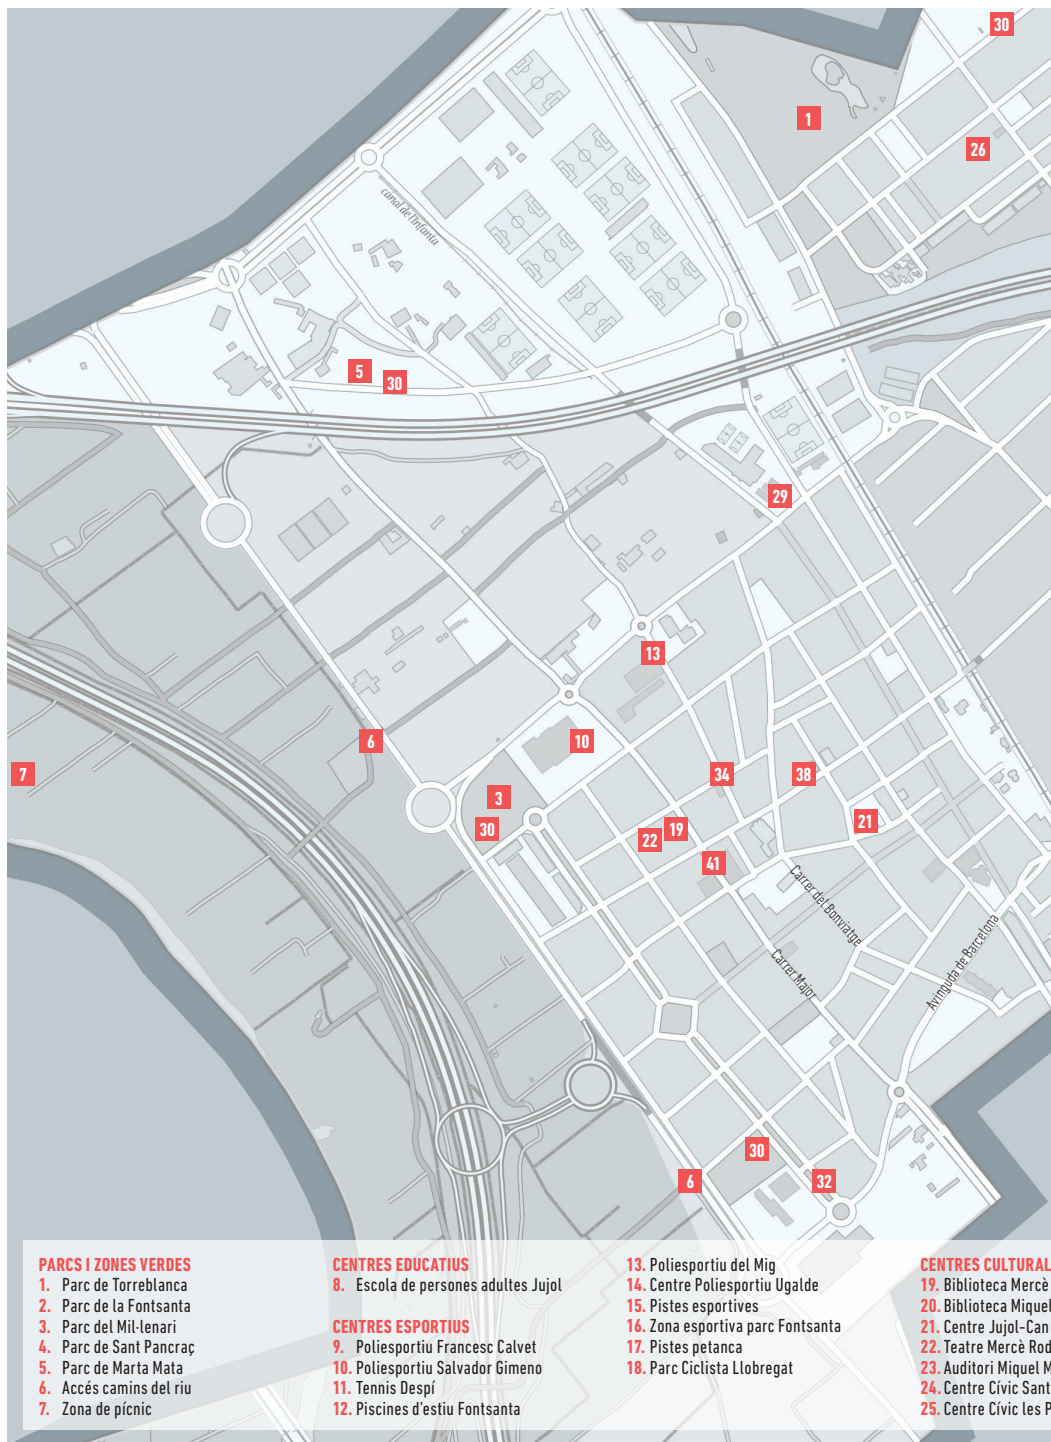 30
1
26
canal de l'Infanta
5
30
29
13
6
10
7
34
38
3
30
19
21
22
41
Carrer del Bonviatge
Avinguda de Barcelona
Carrer Major
30
6
32
PARCS I ZONES VERDES
1. Parc de Torreblanca
2. Parc de la Fontsanta
3. Parc del Mil·lenari
4. Parc de Sant Pancraç
5. Parc de Marta Mata
6. Accés camins del riu
7. Zona de pícnic
CENTRES EDUCATIUS
8. Escola de persones adultes Jujol
CENTRES ESPORTIUS
9. Poliesportiu Francesc Calvet
10. Poliesportiu Salvador Gimeno
11. Tennis Despí
12. Piscines d'estiu Fontsanta
13. Poliesportiu del Mig
14. Centre Poliesportiu Ugalde
15. Pistes esportives
16. Zona esportiva parc Fontsanta
17. Pistes petanca
18. Parc Ciclista Llobregat
CENTRES CULTURAL
19. Biblioteca Mercè
20. Biblioteca Miquel
21. Centre Jujol-Can
22. Teatre Mercè Rod
23. Auditori Miquel M
24. Centre Cívic Sant
25. Centre Cívic les P